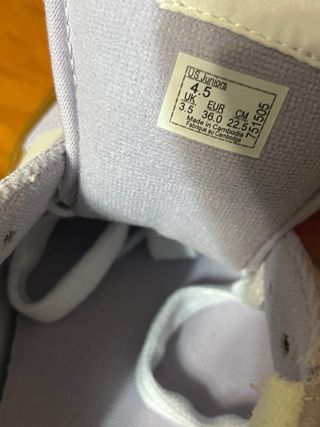 US Juniors
4.5
UK EUR CM
3.5 36.0 22.5
Made in Cambodia
Fabriqué au Cambodge
751505